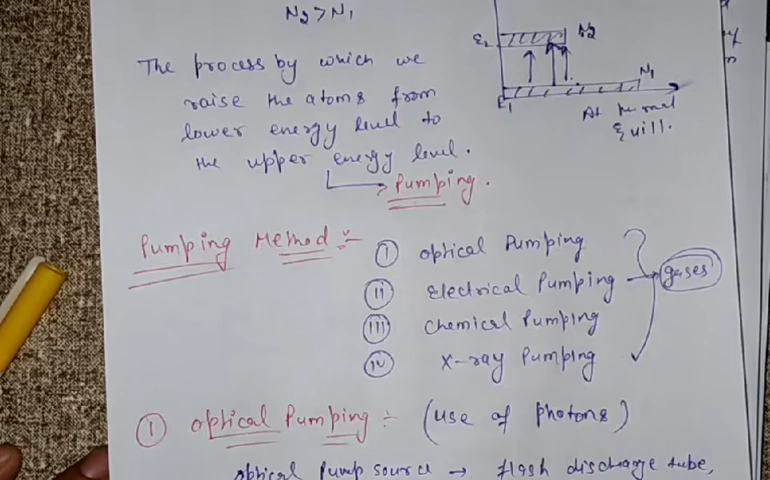 N2 > N1
E2 N2
N1
E1
At thermal
Equill.
The process by which we
raise the atoms from
lower energy level to
the upper energy level.
Pumping.
Pumping Method :-
(I) optical Pumping
(II) Electrical Pumping → gases
(III) Chemical Pumping
(IV) X-ray Pumping
(I) optical Pumping :- (use of photons)
optical pump source → flash discharge tube,